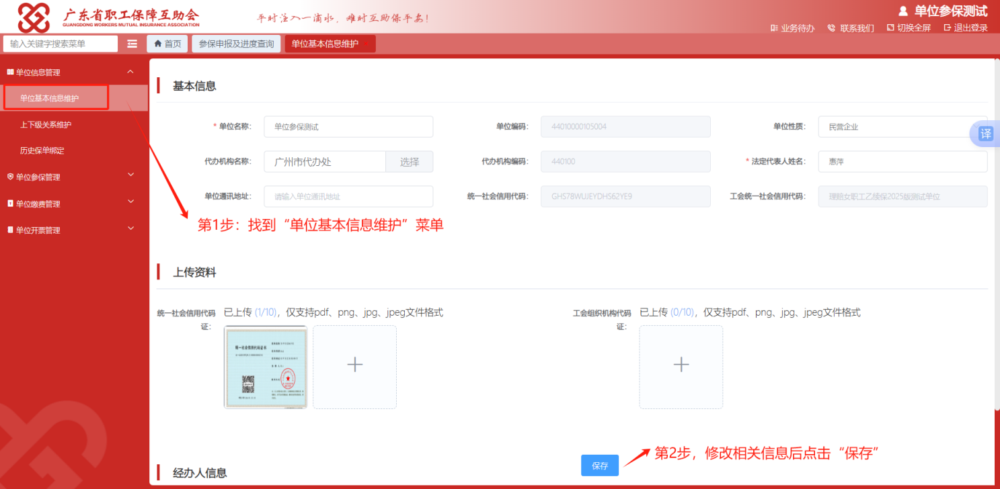 广东省职工保障互助会
GUANGDONG WORKERS MUTUAL INSURANCE ASSOCIATION
平时注入一滴水，难时互助保平安！
单位参保测试
业务待办 联系我们 切换全屏 退出登录
输入关键字搜索菜单 首页 参保申报及进度查询 单位基本信息维护
单位信息管理
单位基本信息维护
上下级关系维护
历史保单绑定
单位参保管理
单位缴费管理
单位开票管理
基本信息
* 单位名称： 单位参保测试 单位编码： 44010000105004 单位性质： 民营企业
代办机构名称： 广州市代办处 选择 代办机构编码： 440100 * 法定代表人姓名： 惠萍
单位通讯地址： 请输入单位通讯地址 统一社会信用代码： GHS78WUJEYDHS62YE9 工会统一社会信用代码： 理赔女职工乙续保2025版测试单位
译
第1步：找到“单位基本信息维护”菜单
上传资料
统一社会信用代码证： 已上传 (1/10)，仅支持pdf、png、jpg、jpeg文件格式
工会组织机构代码证： 已上传 (0/10)，仅支持pdf、png、jpg、jpeg文件格式
统一社会信用代码证书
第2步，修改相关信息后点击“保存”
保存
经办人信息